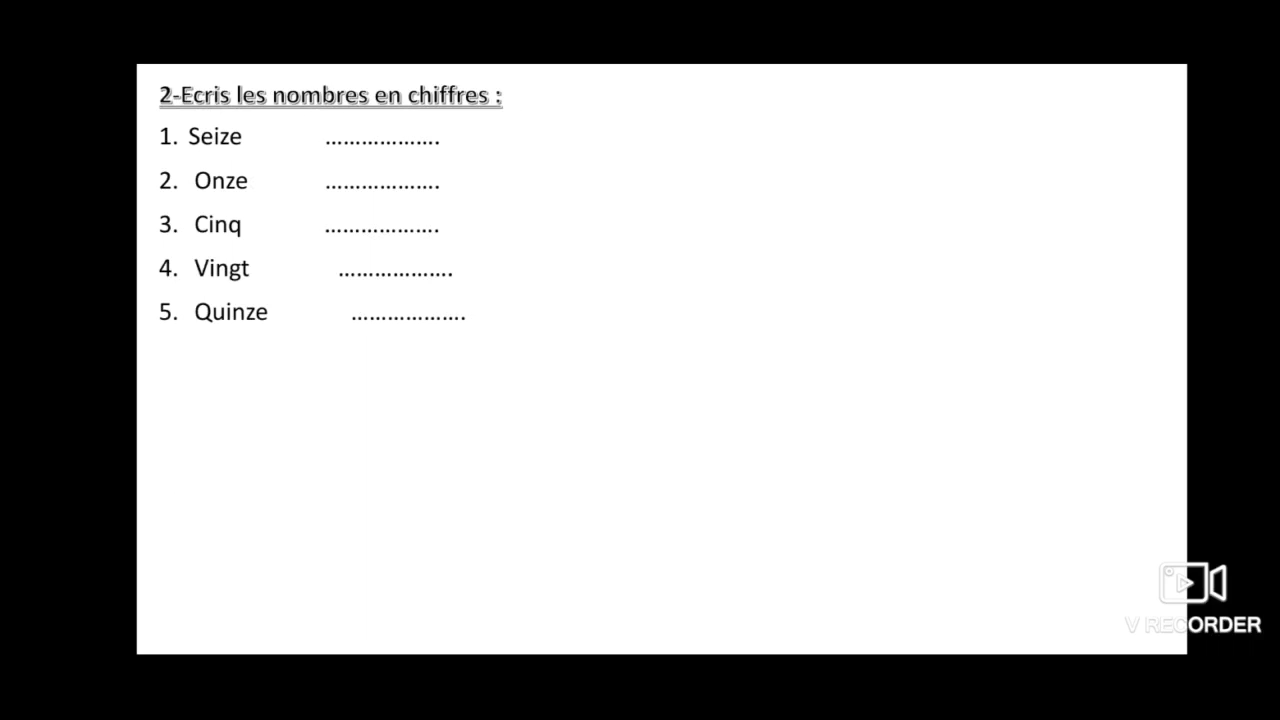 2-Ecris les nombres en chiffres :
1. Seize ...................
2. Onze ...................
3. Cinq ...................
4. Vingt ...................
5. Quinze ...................
V RECORDER